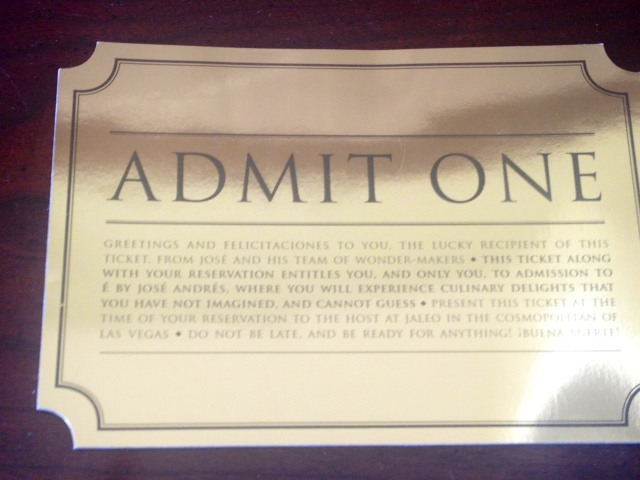 ADMIT ONE
GREETINGS AND FELICITACIONES TO YOU, THE LUCKY RECIPIENT OF THIS
TICKET, FROM JOSÉ AND HIS TEAM OF WONDER-MAKERS • THIS TICKET ALONG
WITH YOUR RESERVATION ENTITLES YOU, AND ONLY YOU, TO ADMISSION TO
É BY JOSÉ ANDRÉS, WHERE YOU WILL EXPERIENCE CULINARY DELIGHTS THAT
YOU HAVE NOT IMAGINED, AND CANNOT GUESS • PRESENT THIS TICKET AT THE
TIME OF YOUR RESERVATION TO THE HOST AT JALEO IN THE COSMOPOLITAN OF
LAS VEGAS • DO NOT BE LATE, AND BE READY FOR ANYTHING! ¡BUENA SUERTE!